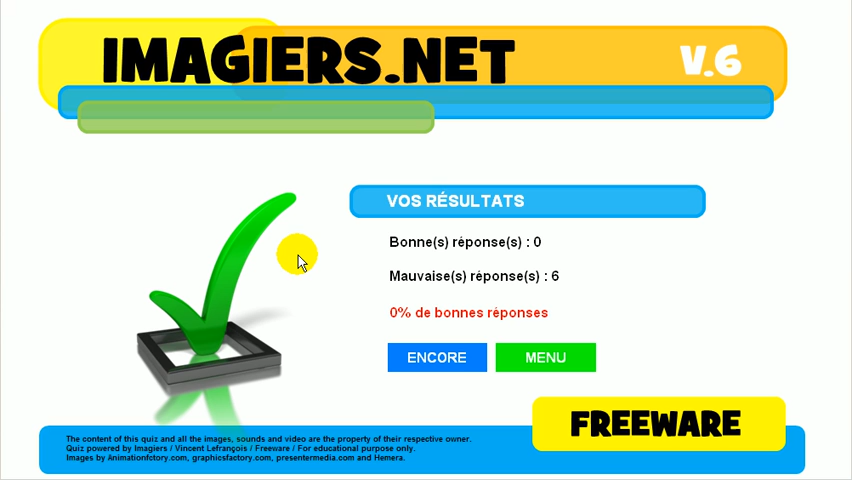 IMAGIERS.NET
V.6
VOS RÉSULTATS
Bonne(s) réponse(s) : 0
Mauvaise(s) réponse(s) : 6
0% de bonnes réponses
ENCORE
MENU
FREEWARE
The content of this quiz and all the images, sounds and video are the property of their respective owner.
Quiz powered by Imagiers / Vincent Lefrançois / Freeware / For educational purpose only.
Images by Animationfctory.com, graphicsfactory.com, presentermedia.com and Hemera.